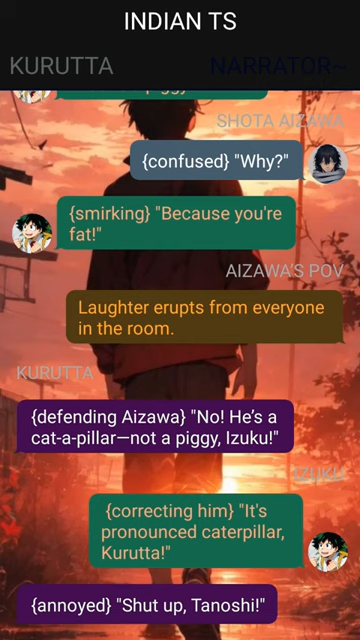 INDIAN TS
KURUTTA
NARRATOR~
SHOTA AIZAWA
{confused} "Why?"
{smirking} "Because you're
fat!"
AIZAWA'S POV
Laughter erupts from everyone
in the room.
KURUTTA
{defending Aizawa} "No! He's a
cat-a-pillar—not a piggy, Izuku!"
IZUKU
{correcting him} "It's
pronounced caterpillar,
Kurutta!"
{annoyed} "Shut up, Tanoshi!"